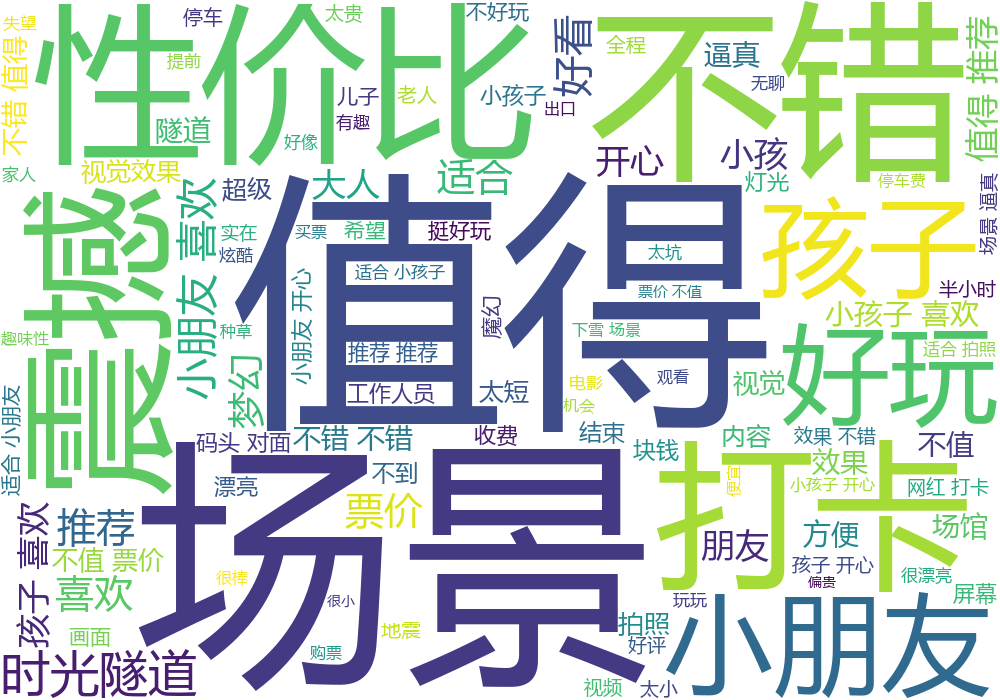 失望
停车
太贵
不好玩
性价比
不错
提前
全程
逼真
好看
值得 推荐
不错 值得
无聊
儿子
老人
小孩子
出口
有趣
隧道
好像
视觉效果
家人
开心
小孩
灯光
停车费
超级
大人
适合
震撼
小朋友 喜欢
值得
孩子
场景 逼真
实在
买票
希望
挺好玩
炫酷
太坑
适合 小孩子
小朋友 开心
票价 不值
半小时
魔幻
小孩子 喜欢
种草
下雪 场景
趣味性
推荐 推荐
适合 拍照
好玩
梦幻
工作人员
太短
电影
观看
视觉
机会
适合 小朋友
码头 对面
不错 不错
收费
结束
块钱
内容
效果 不错
不值
场景
打卡
漂亮
不到
效果
便宜
小孩子 开心
网红 打卡
孩子 喜欢
推荐
票价
朋友
方便
场馆
不值 票价
孩子 开心
很棒
喜欢
偏贵
很漂亮
屏幕
很小
玩玩
小朋友
画面
地震
拍照
好评
时光隧道
购票
视频
太小